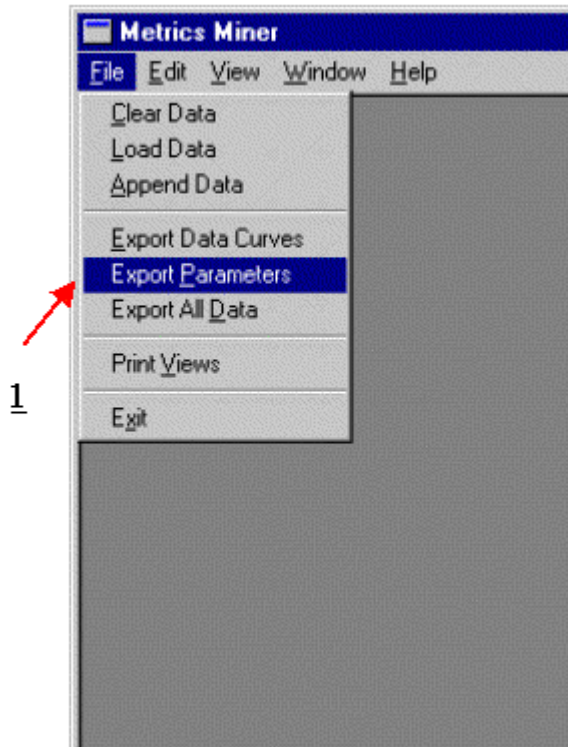 Metrics Miner
File Edit View Window Help
Clear Data
Load Data
Append Data
Export Data Curves
Export Parameters
Export All Data
1
Print Views
Exit